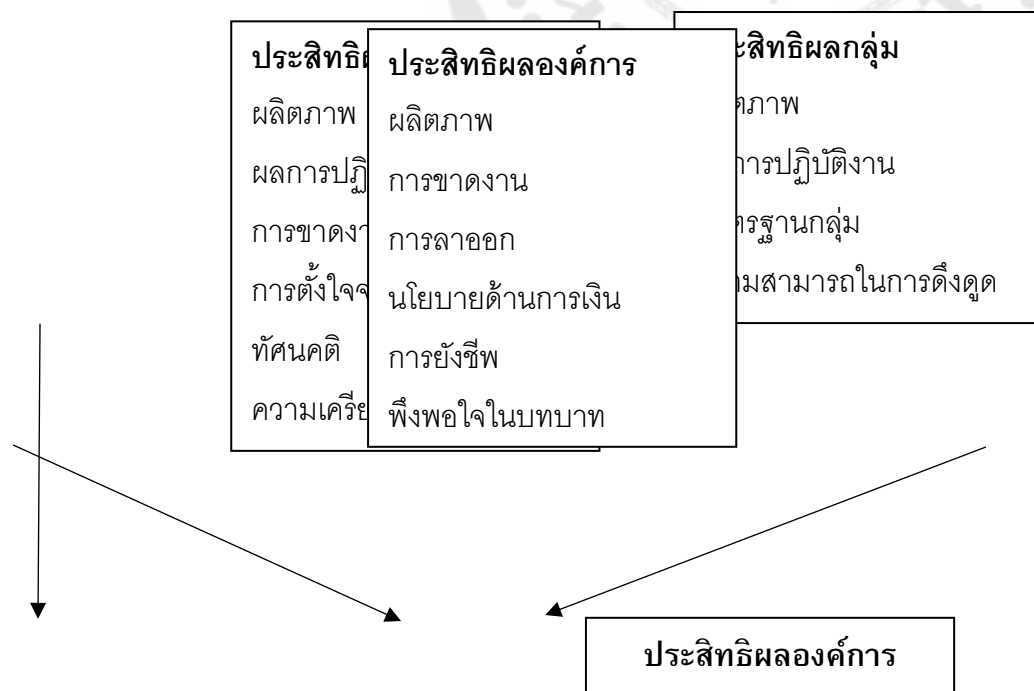 ประสิทธิผ
ผลิตภาพ
ผลการปฏิ
การขาดงา
การตั้งใจจ
ทัศนคติ
ความเครีย
ประสิทธิผลองค์การ
ผลิตภาพ
การขาดงาน
การลาออก
นโยบายด้านการเงิน
การยังชีพ
พึงพอใจในบทบาท
ะสิทธิผลกลุ่ม
ตภาพ
การปฏิบัติงาน
ตรฐานกลุ่ม
ามสามารถในการดึงดูด
ประสิทธิผลองค์การ